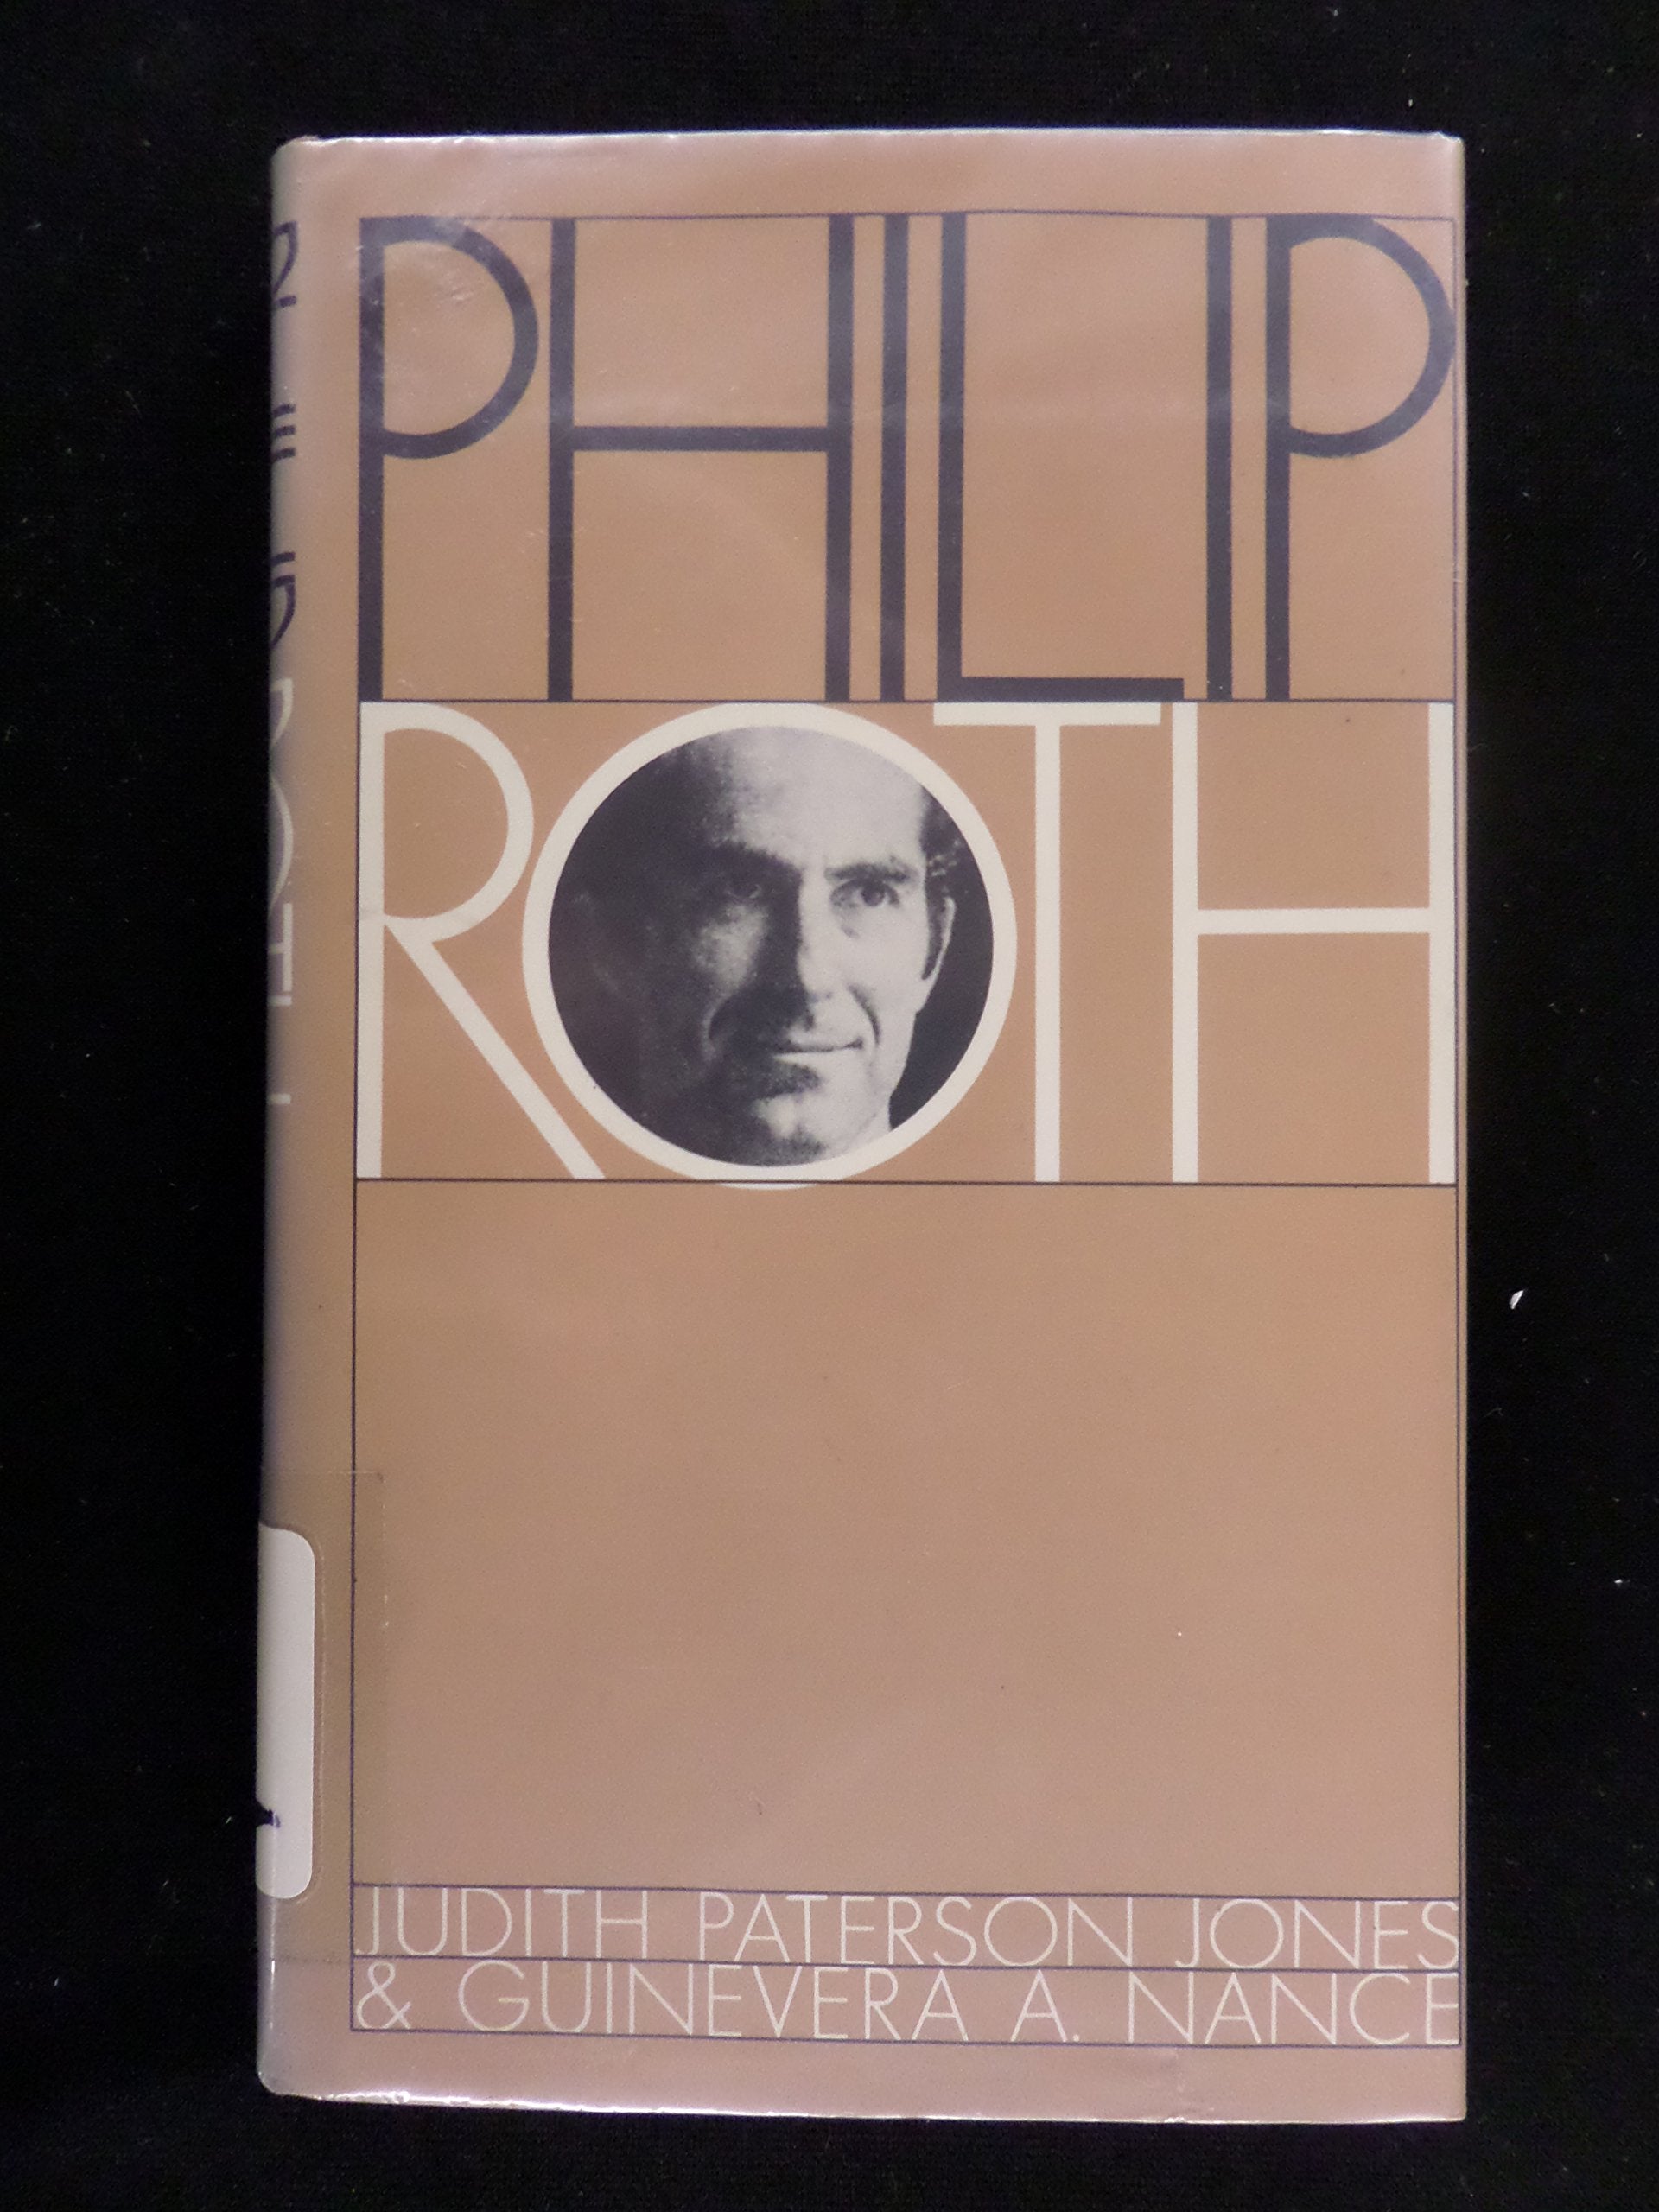 PHILIP
ROTH
JUDITH PATERSON JONES
& GUINEVERA A. NANCE